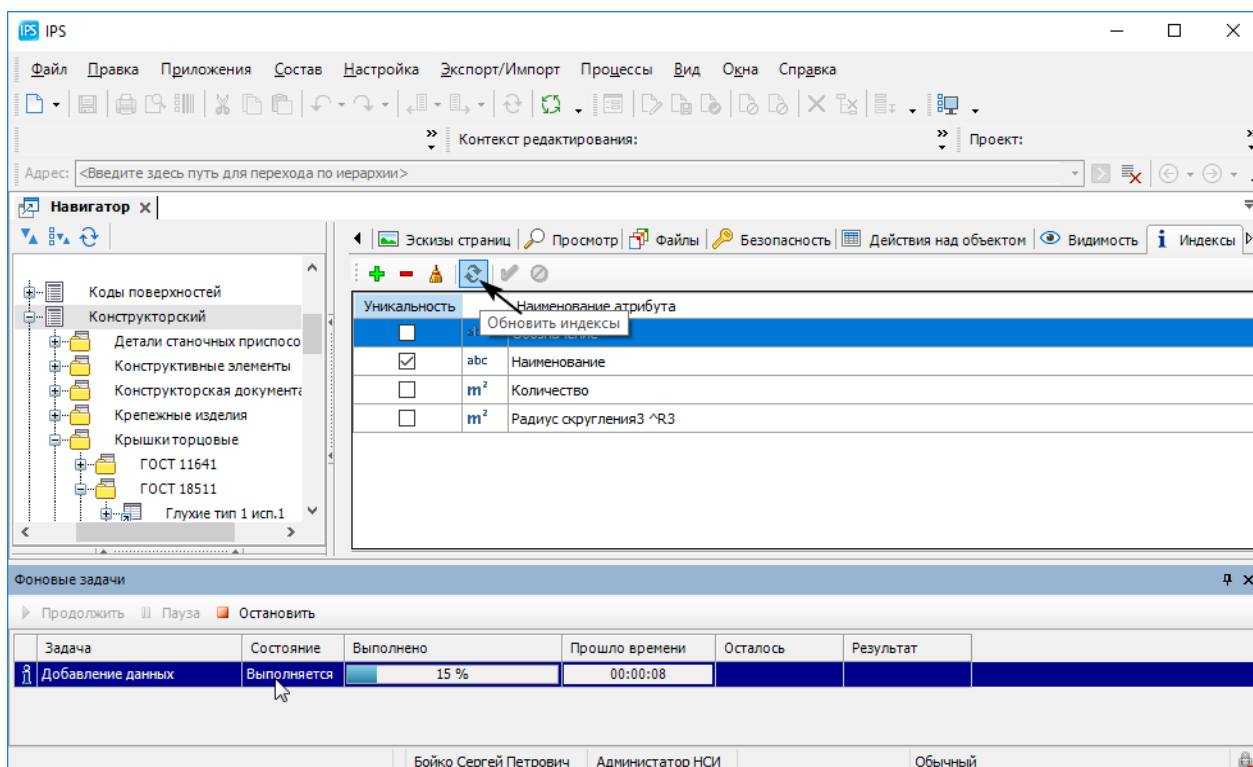 IPS IPS
Файл Правка Приложения Состав Настройка Экспорт/Импорт Процессы Вид Окна Справка
Контекст редактирования: Проект:
Адрес: <Введите здесь путь для перехода по иерархии>
Навигатор
Эскизы страниц Просмотр Файлы Безопасность Действия над объектом Видимость Индексы
Коды поверхностей
Конструкторский
Детали станочных приспосо
Конструктивные элементы
Конструкторская документа
Крепежные изделия
Крышки торцовые
ГОСТ 11641
ГОСТ 18511
Глухие тип 1 исп.1
Уникальность Наименование атрибута
Обновить индексы
abc Наименование
m² Количество
m² Радиус скругления3 ^R3
Фоновые задачи
Продолжить Пауза Остановить
Задача Состояние Выполнено Прошло времени Осталось Результат
Добавление данных Выполняется 15 % 00:00:08
Бойко Сергей Петрович Администратор НСИ Обычный